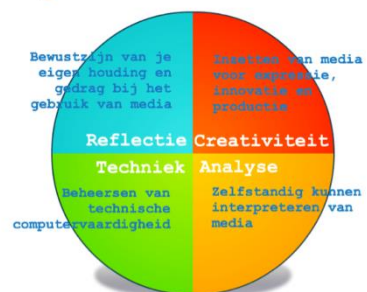 Bewustzijn van je
eigen houding en
gedrag bij het
gebruik van media
Insetten van media
voor expressie,
innovatie en
productie
Reflectie
Creativiteit
Techniek
Analyse
Beheersen van
technische
computervaardigheid
Zelfstandig kunnen
interpreteren van
media